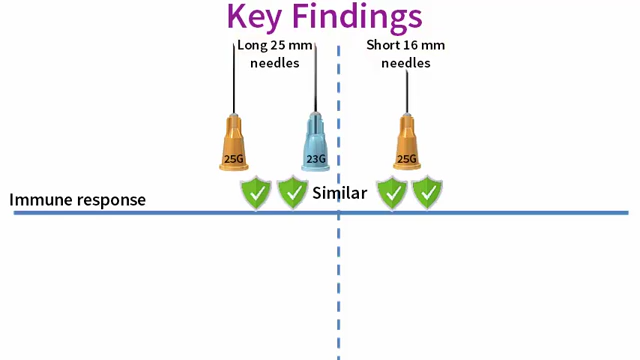 Key Findings
Long 25 mm
needles
Short 16 mm
needles
25G
23G
25G
Similar
Immune response